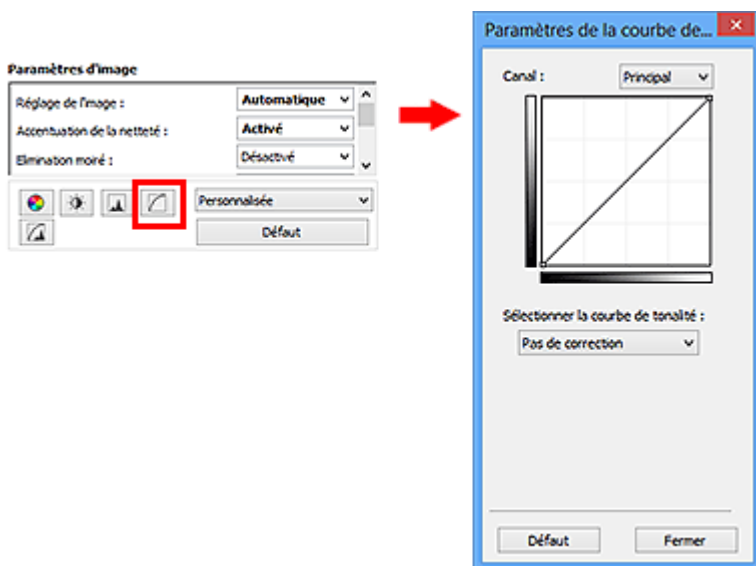 Paramètres d'image
Réglage de l'image : Automatique
Accentuation de la netteté : Activé
Elimination moiré : Désactivé
Personnalisée
Défaut
Paramètres de la courbe de...
Canal : Principal
Sélectionner la courbe de tonalité :
Pas de correction
Défaut Fermer